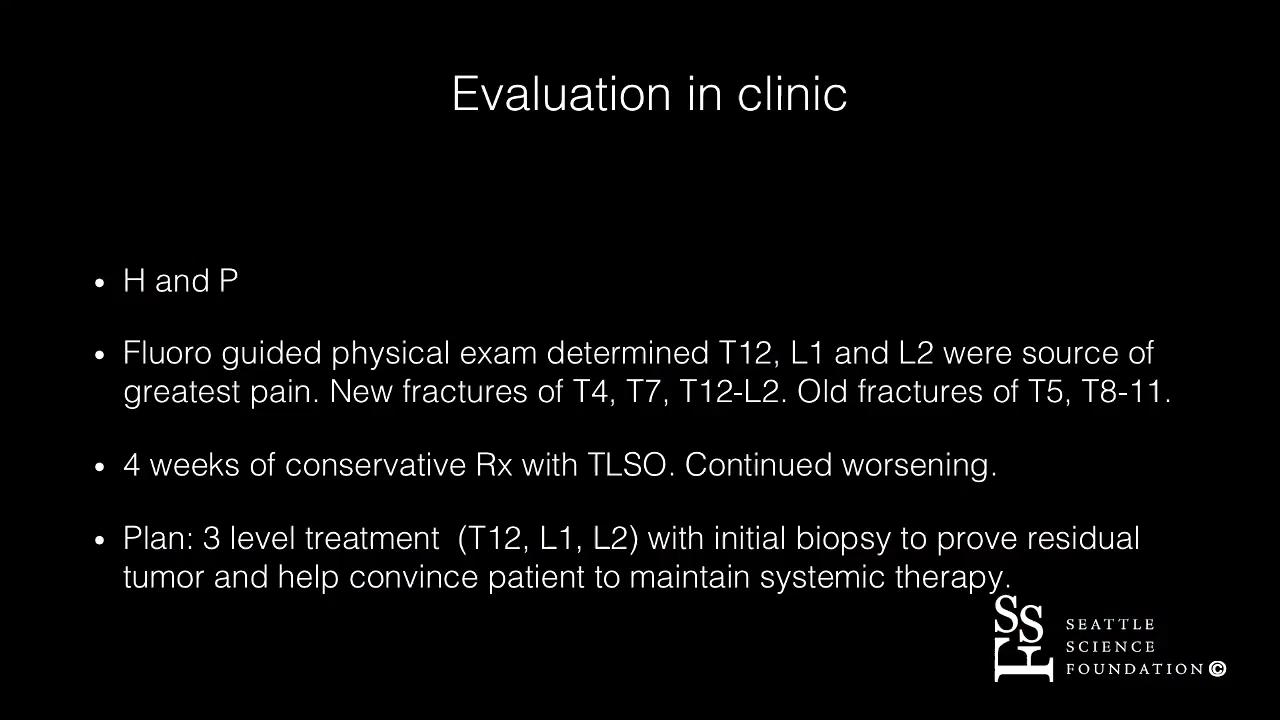 Evaluation in clinic
• H and P
• Fluoro guided physical exam determined T12, L1 and L2 were source of
greatest pain. New fractures of T4, T7, T12-L2. Old fractures of T5, T8-11.
• 4 weeks of conservative Rx with TLSO. Continued worsening.
• Plan: 3 level treatment  (T12, L1, L2) with initial biopsy to prove residual
tumor and help convince patient to maintain systemic therapy.
SSF
SEATTLE
SCIENCE
FOUNDATION©